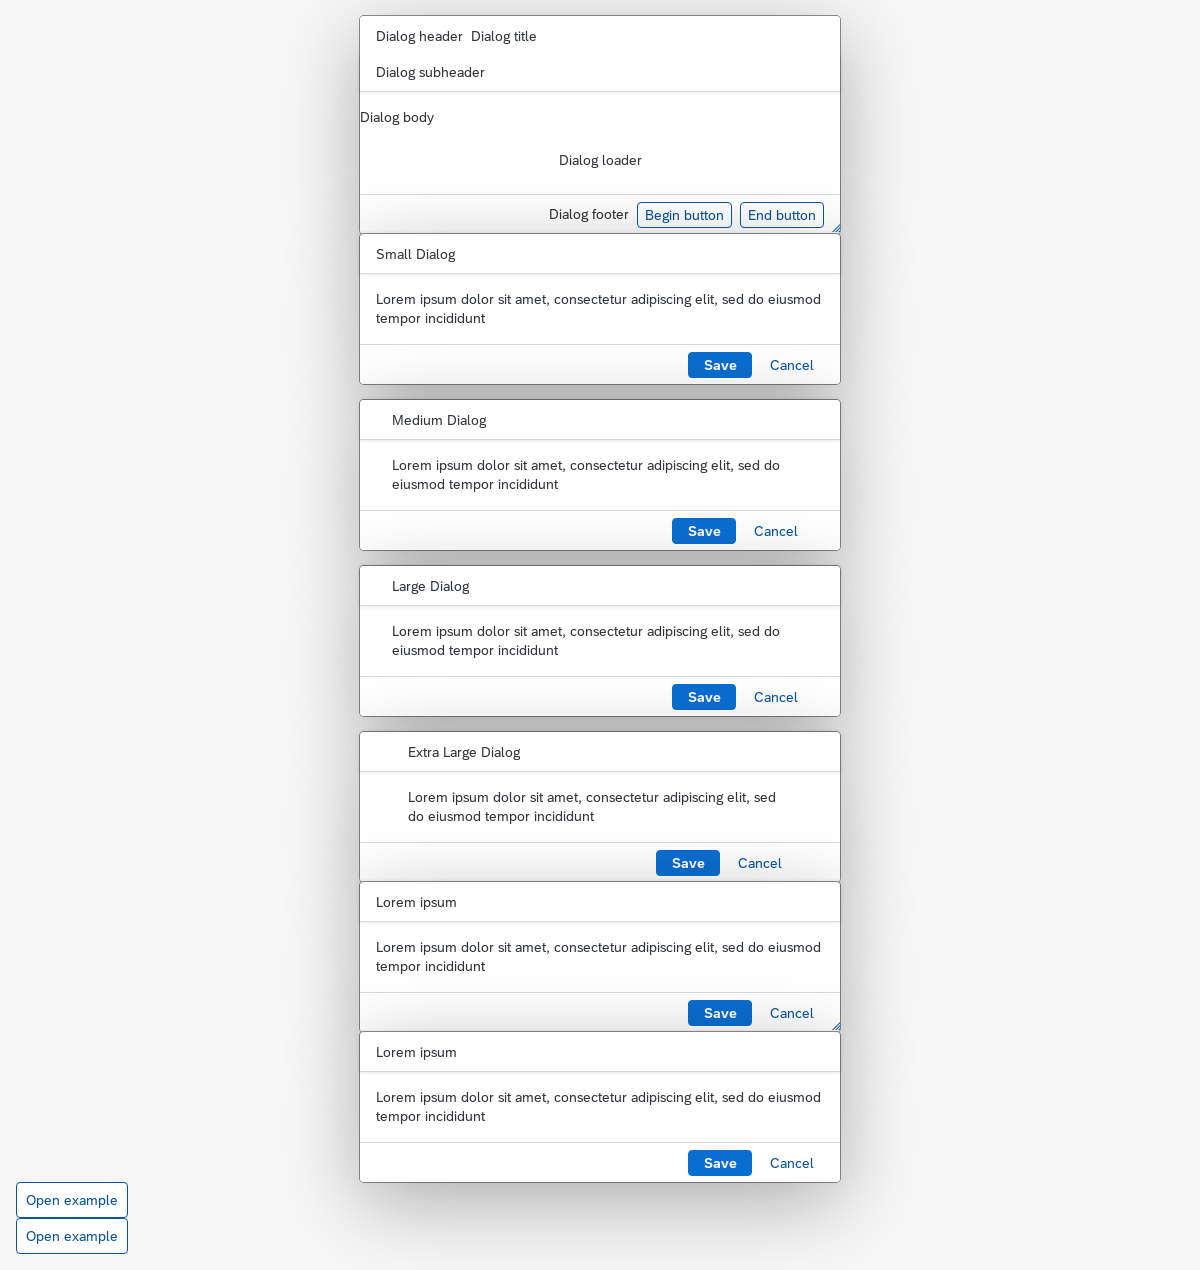 Dialog header Dialog title
Dialog subheader
Dialog body
Dialog loader
Dialog footer Begin button End button
Small Dialog
Lorem ipsum dolor sit amet, consectetur adipiscing elit, sed do eiusmod
tempor incididunt
Save Cancel
Medium Dialog
Lorem ipsum dolor sit amet, consectetur adipiscing elit, sed do
eiusmod tempor incididunt
Save Cancel
Large Dialog
Lorem ipsum dolor sit amet, consectetur adipiscing elit, sed do
eiusmod tempor incididunt
Save Cancel
Extra Large Dialog
Lorem ipsum dolor sit amet, consectetur adipiscing elit, sed
do eiusmod tempor incididunt
Save Cancel
Lorem ipsum
Lorem ipsum dolor sit amet, consectetur adipiscing elit, sed do eiusmod
tempor incididunt
Save Cancel
Lorem ipsum
Lorem ipsum dolor sit amet, consectetur adipiscing elit, sed do eiusmod
tempor incididunt
Save Cancel
Open example
Open example